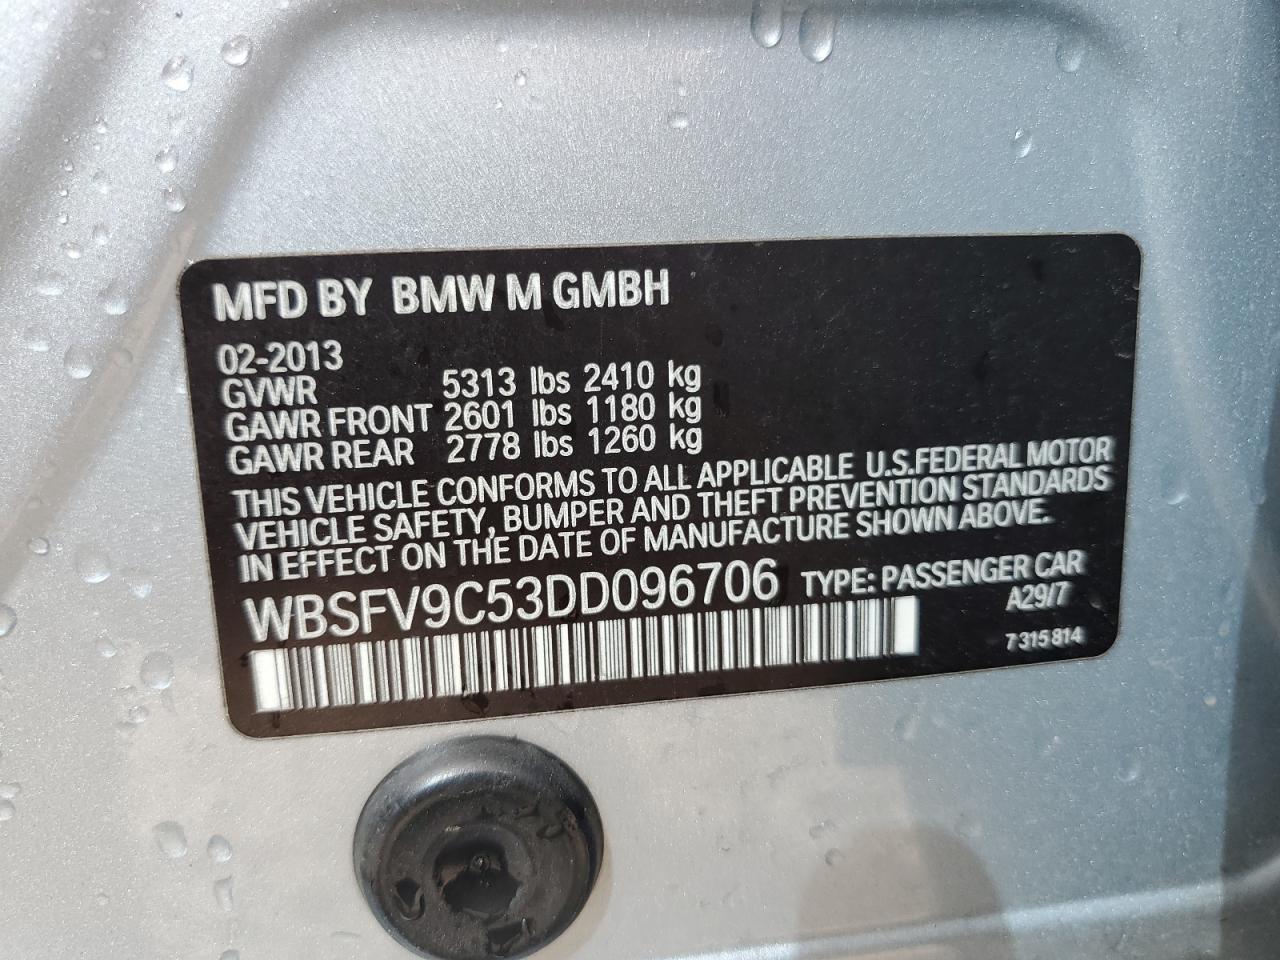 MFD BY BMW M GMBH
02-2013
GVWR 5313 lbs 2410 kg
GAWR FRONT 2601 lbs 1180 kg
GAWR REAR 2778 lbs 1260 kg
THIS VEHICLE CONFORMS TO ALL APPLICABLE U.S.FEDERAL MOTOR
VEHICLE SAFETY, BUMPER AND THEFT PREVENTION STANDARDS
IN EFFECT ON THE DATE OF MANUFACTURE SHOWN ABOVE.
WBSFV9C53DD096706 TYPE: PASSENGER CAR
A29/7
7 315 814